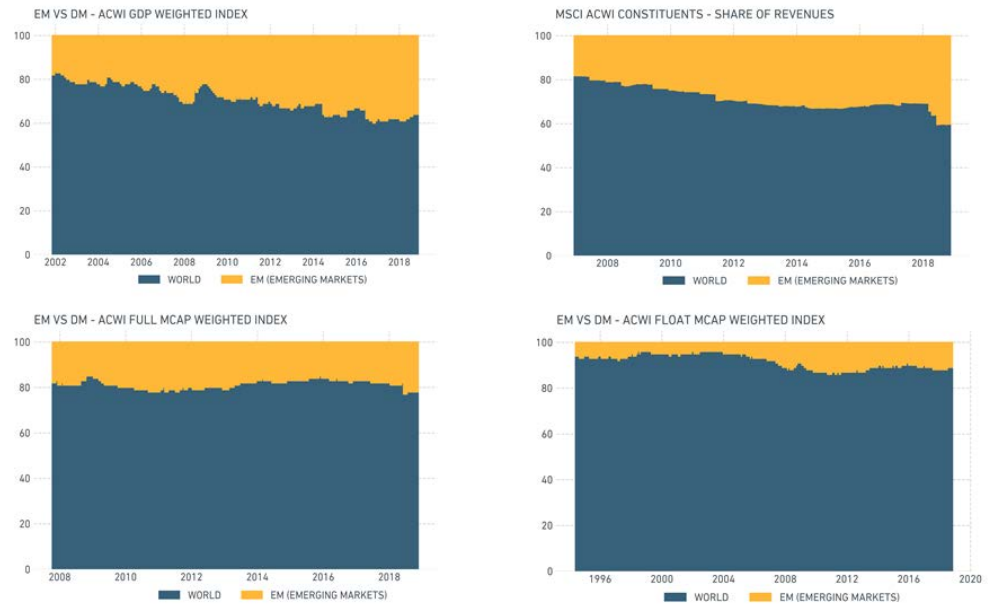 EM VS DM - ACWI GDP WEIGHTED INDEX
100
80
60
40
20
0
2002 2004 2006 2008 2010 2012 2014 2016 2018
WORLD EM (EMERGING MARKETS)
MSCI ACWI CONSTITUENTS - SHARE OF REVENUES
100
80
60
40
20
0
2008 2010 2012 2014 2016 2018
WORLD EM (EMERGING MARKETS)
EM VS DM - ACWI FULL MCAP WEIGHTED INDEX
100
80
60
40
20
0
2008 2010 2012 2014 2016 2018
WORLD EM (EMERGING MARKETS)
EM VS DM - ACWI FLOAT MCAP WEIGHTED INDEX
100
80
60
40
20
0
1996 2000 2004 2008 2012 2016 2020
WORLD EM (EMERGING MARKETS)